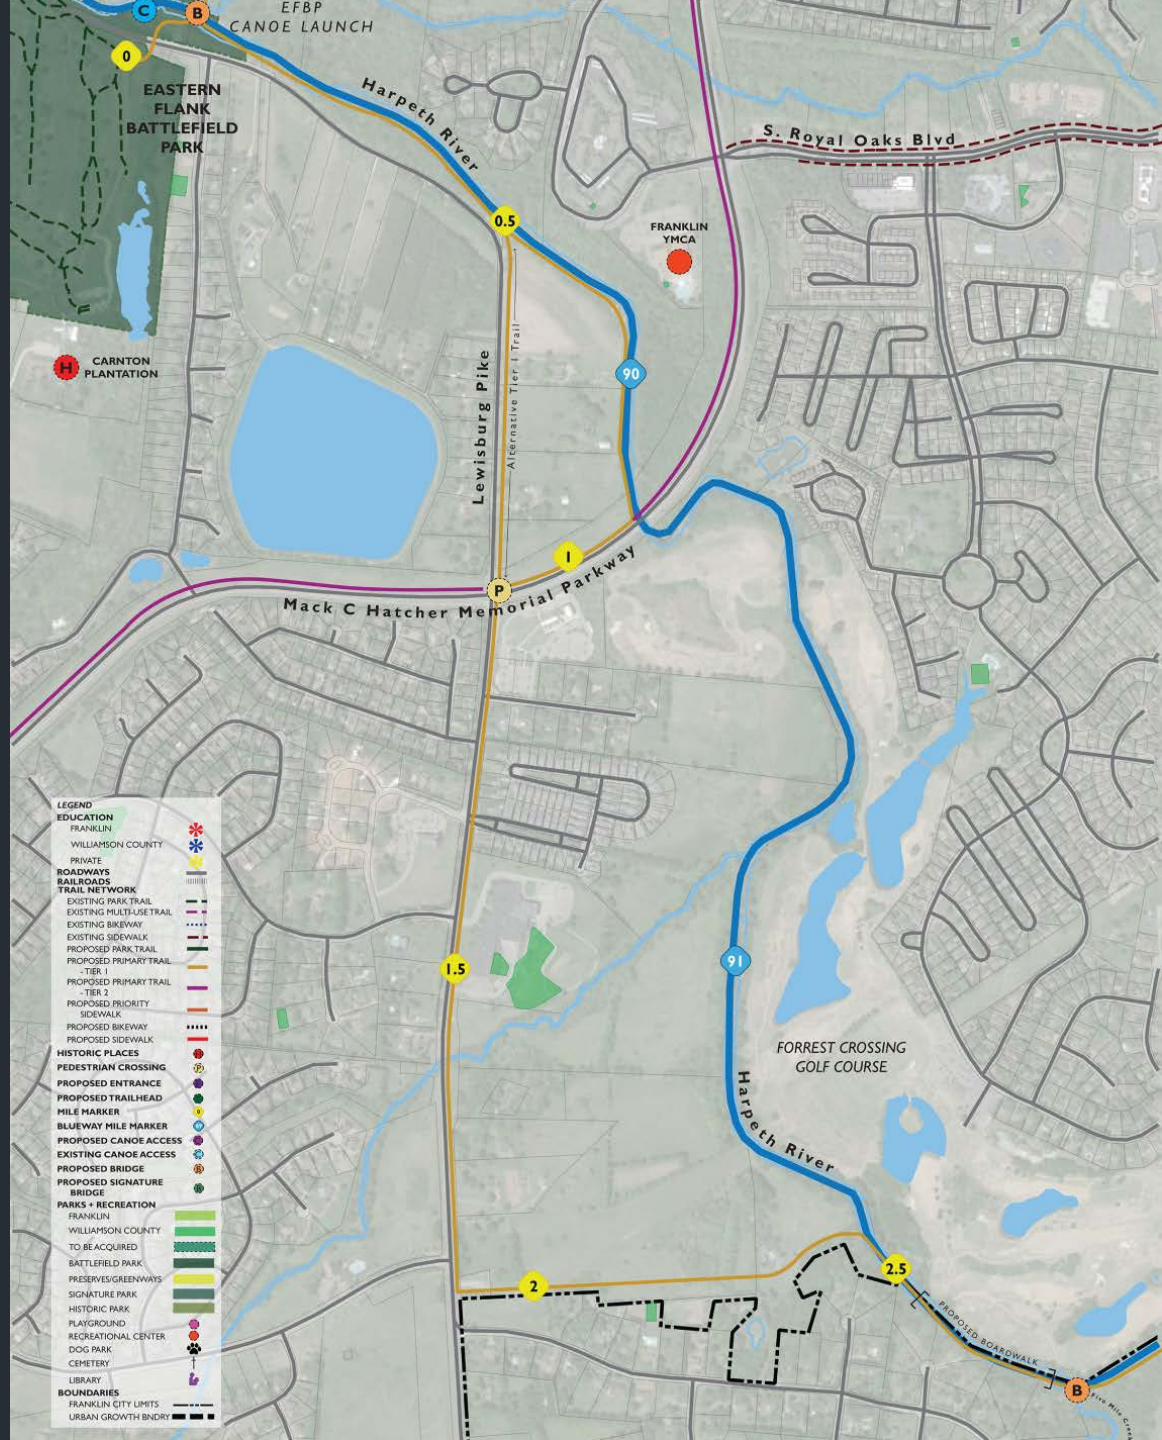 C
B
EFBP
CANOE LAUNCH
0
EASTERN
FLANK
BATTLEFIELD
PARK
Harpeth River
S. Royal Oaks Blvd
0.5
FRANKLIN
YMCA
H
CARNTON
PLANTATION
90
Lewisburg Pike
Alternative Tier 1 Trail
1
P
Mack C Hatcher Memorial Parkway
1.5
91
FORREST CROSSING
GOLF COURSE
Harpeth River
2
2.5
PROPOSED BOARDWALK
B
Five Mile Creek
LEGEND
EDUCATION
FRANKLIN
WILLIAMSON COUNTY
PRIVATE
ROADWAYS
RAILROADS
TRAIL NETWORK
EXISTING PARK TRAIL
EXISTING MULTI-USE TRAIL
EXISTING BIKEWAY
EXISTING SIDEWALK
PROPOSED PARK TRAIL
PROPOSED PRIMARY TRAIL
- TIER 1
PROPOSED PRIMARY TRAIL
- TIER 2
PROPOSED PRIORITY
SIDEWALK
PROPOSED BIKEWAY
PROPOSED SIDEWALK
HISTORIC PLACES
PEDESTRIAN CROSSING
PROPOSED ENTRANCE
PROPOSED TRAILHEAD
MILE MARKER
BLUEWAY MILE MARKER
PROPOSED CANOE ACCESS
EXISTING CANOE ACCESS
PROPOSED BRIDGE
PROPOSED SIGNATURE
BRIDGE
PARKS + RECREATION
FRANKLIN
WILLIAMSON COUNTY
TO BE ACQUIRED
BATTLEFIELD PARK
PRESERVES/GREENWAYS
SIGNATURE PARK
HISTORIC PARK
PLAYGROUND
RECREATIONAL CENTER
DOG PARK
CEMETERY
LIBRARY
BOUNDARIES
FRANKLIN CITY LIMITS
URBAN GROWTH BNDRY